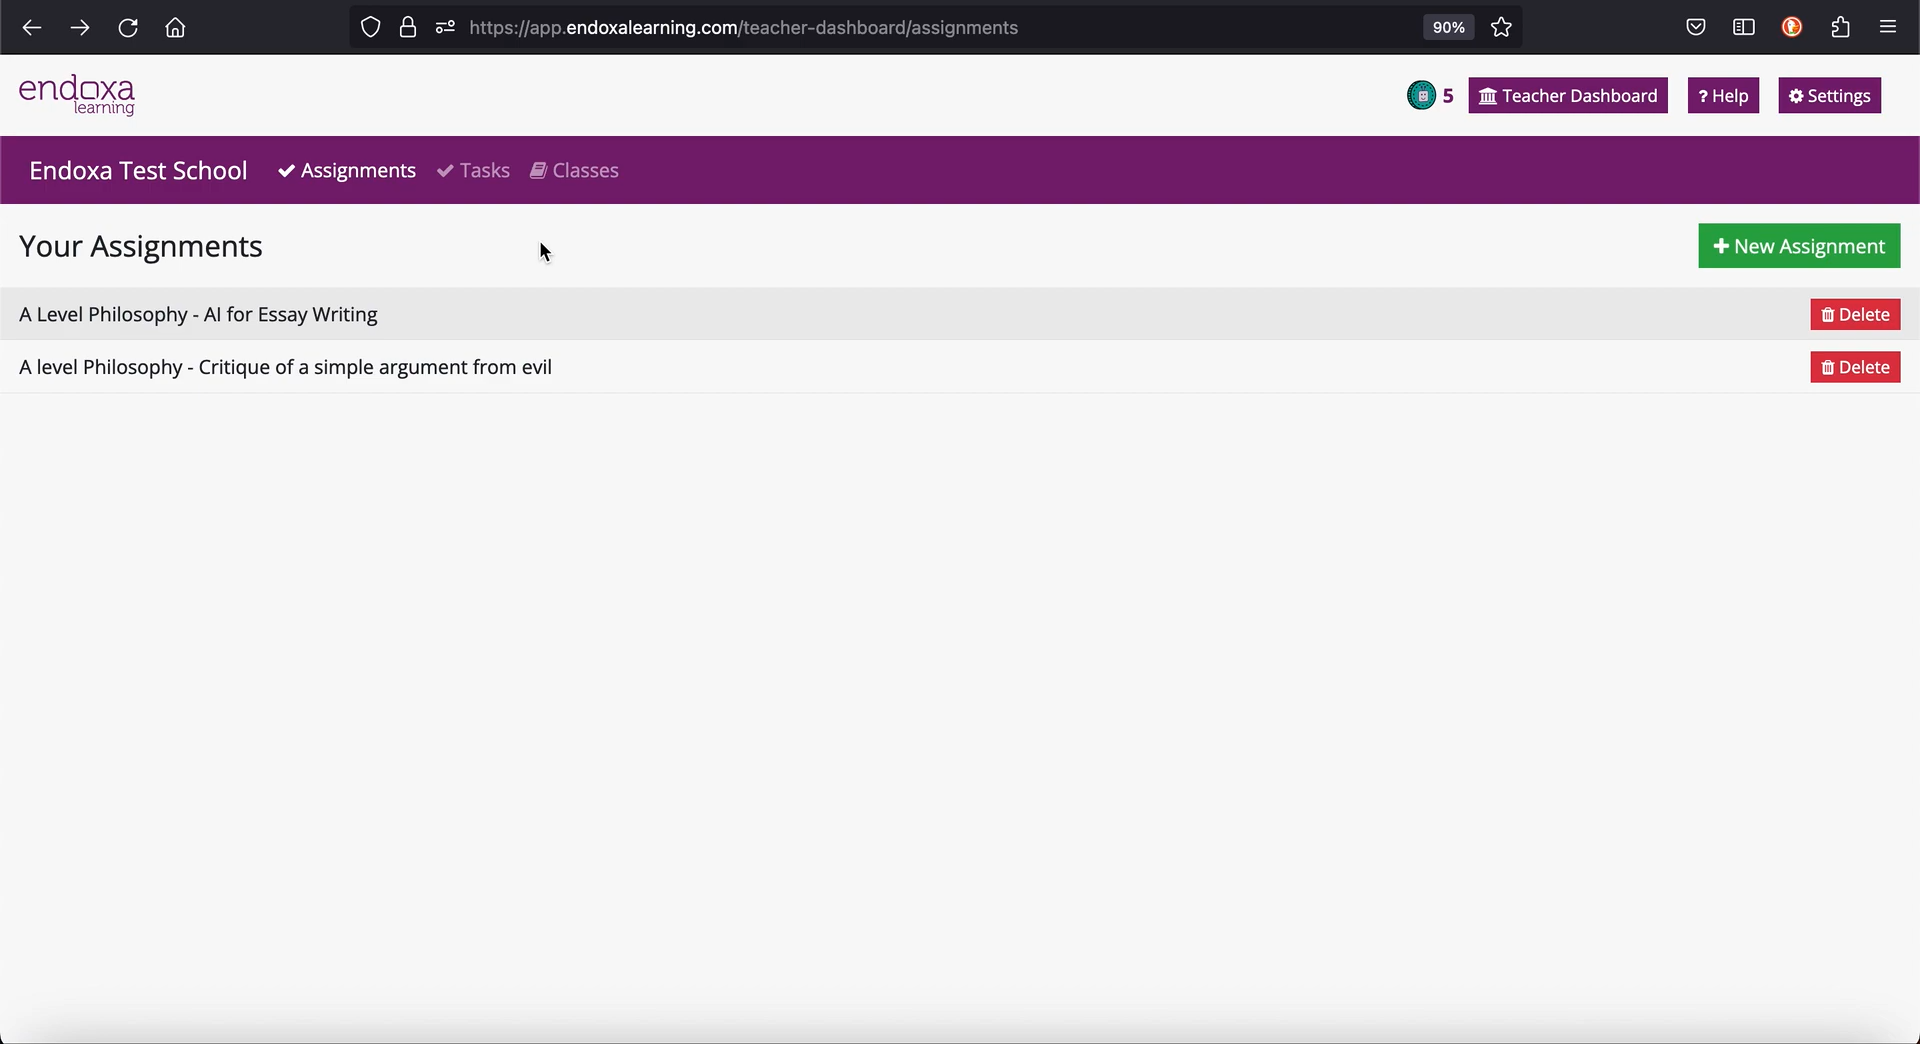 https://app.endoxalearning.com/teacher-dashboard/assignments
90%
endoxa
learning
5
Teacher Dashboard
? Help
Settings
Endoxa Test School
Assignments
Tasks
Classes
Your Assignments
+ New Assignment
A Level Philosophy - AI for Essay Writing
Delete
A level Philosophy - Critique of a simple argument from evil
Delete